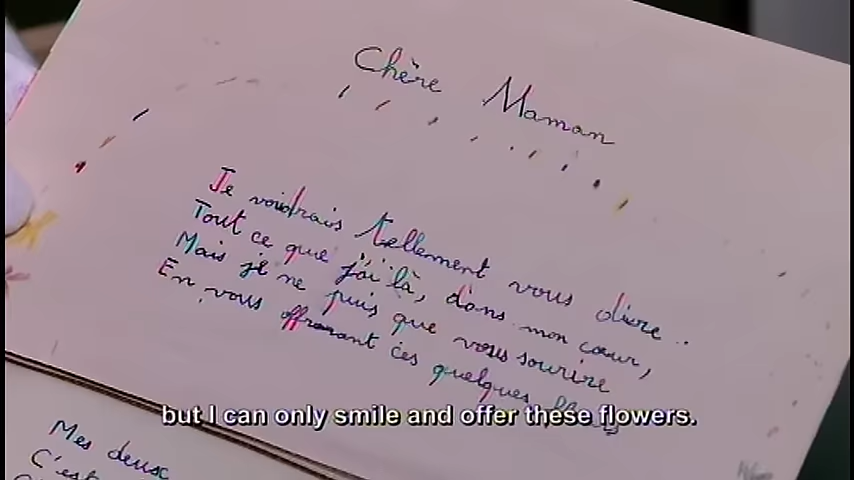 Chère Maman
Je voudrais tellement vous dire..
Tout ce que j'ai là, dans mon cœur,
Mais je ne puis que vous sourire
En vous offrant ces quelques
but I can only smile and offer these flowers.
Mes deux
C'est